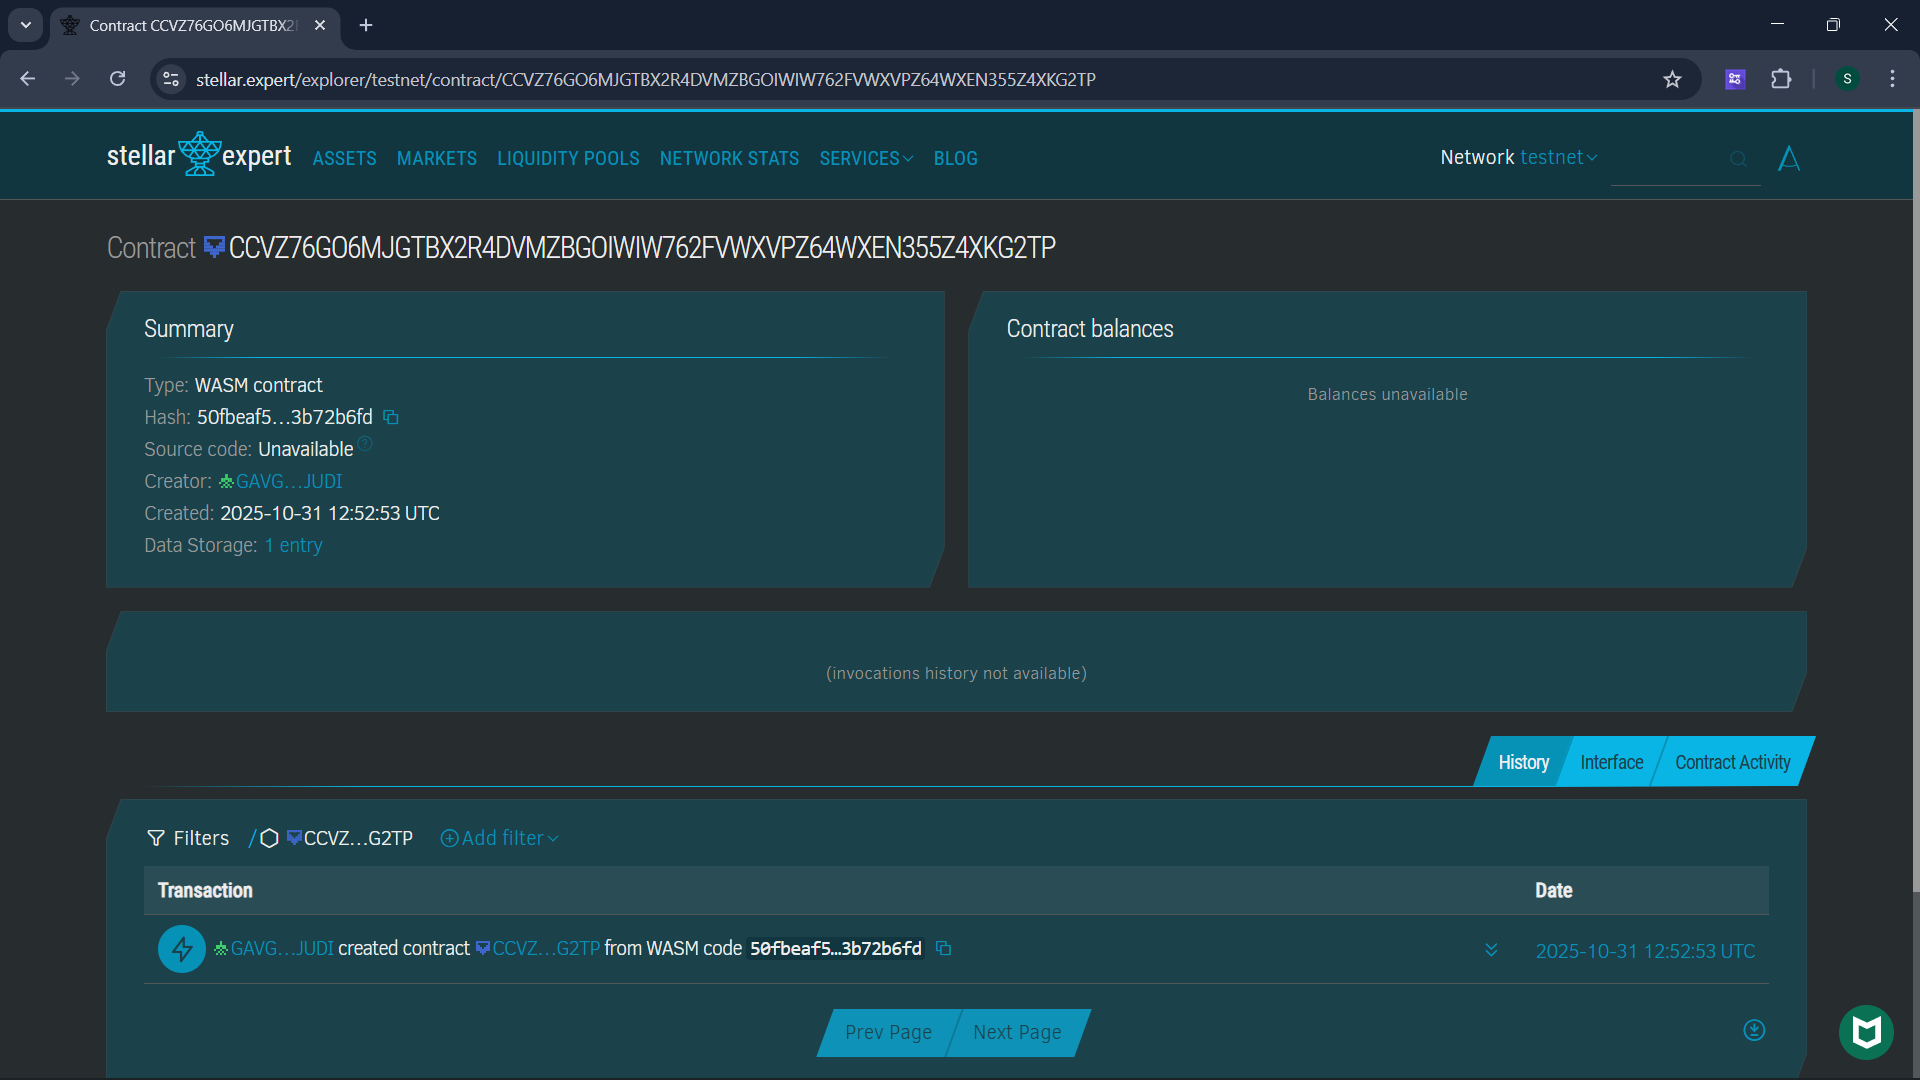 Contract CCVZ76GO6MJGTBX2
stellar.expert/explorer/testnet/contract/CCVZ76GO6MJGTBX2R4DVMZBGOIWIW762FVWXVPZ64WXEN355Z4XKG2TP
S
stellar expert ASSETS MARKETS LIQUIDITY POOLS NETWORK STATS SERVICES BLOG Network testnet
Contract CCVZ76GO6MJGTBX2R4DVMZBGOIWIW762FVWXVPZ64WXEN355Z4XKG2TP
Summary
Type: WASM contract
Hash: 50fbeaf5…3b72b6fd
Source code: Unavailable
Creator: GAVG…JUDI
Created: 2025-10-31 12:52:53 UTC
Data Storage: 1 entry
Contract balances
Balances unavailable
(invocations history not available)
History Interface Contract Activity
Filters / CCVZ…G2TP Add filter
Transaction Date
GAVG…JUDI created contract CCVZ…G2TP from WASM code 50fbeaf5…3b72b6fd 2025-10-31 12:52:53 UTC
Prev Page Next Page